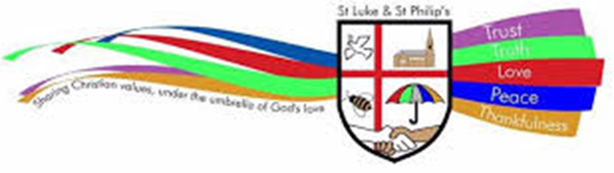 St Luke & St Philip's
Trust
Truth
Love
Peace
Thankfulness
Sharing Christian values, under the umbrella of God's love